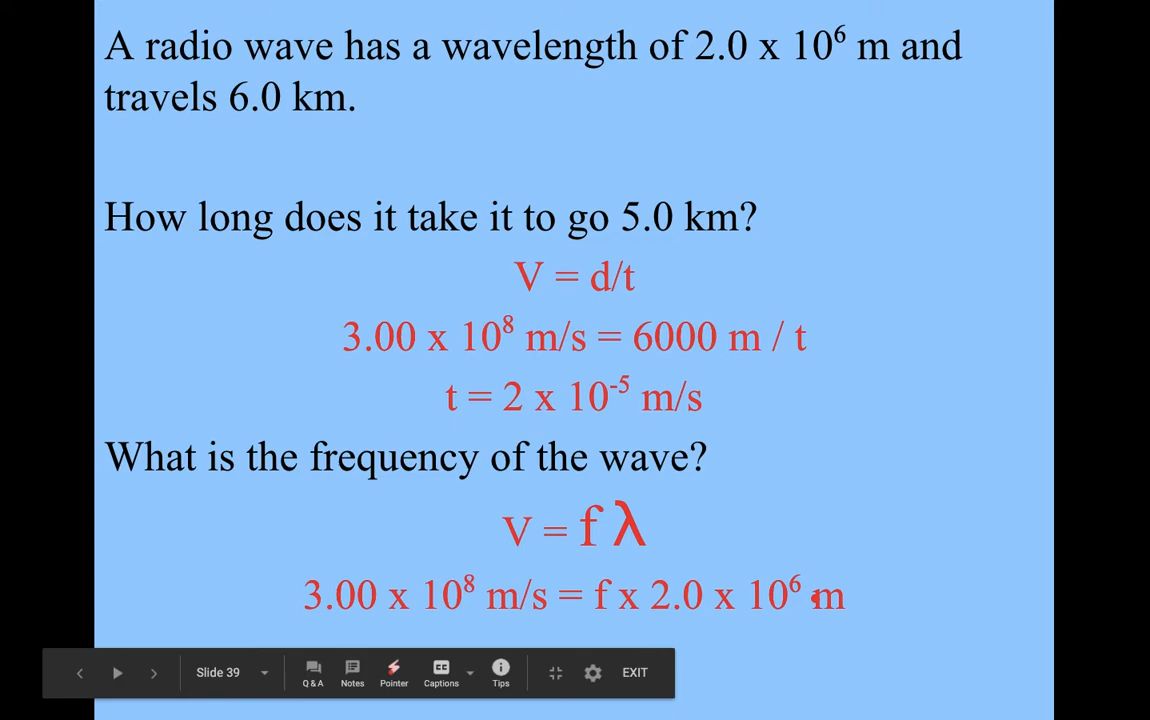 A radio wave has a wavelength of 2.0 x 10⁶ m and
travels 6.0 km.
How long does it take it to go 5.0 km?
V = d/t
3.00 x 10⁸ m/s = 6000 m / t
t = 2 x 10⁻⁵ m/s
What is the frequency of the wave?
V = f λ
3.00 x 10⁸ m/s = f x 2.0 x 10⁶ m
Slide 39
Q & A
Notes
Pointer
Captions
Tips
EXIT